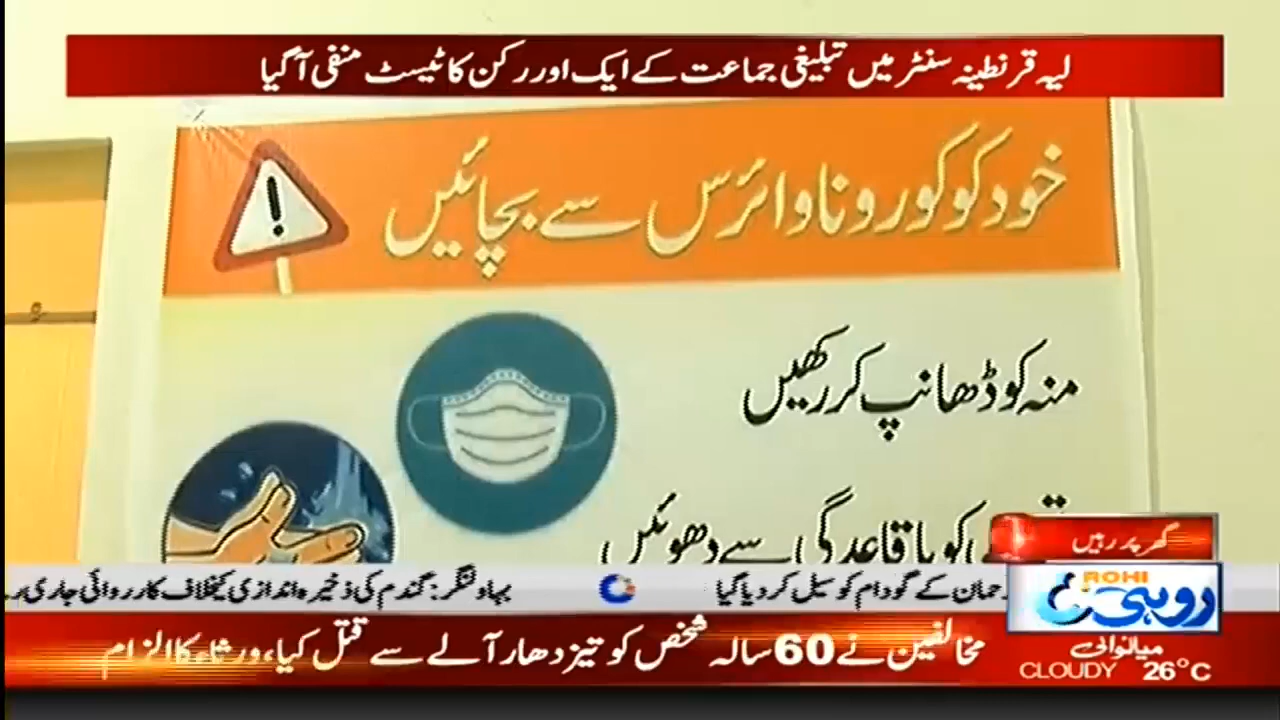 لیہ قرنطینہ سنٹر میں تبلیغی جماعت کے ایک اور رکن کا ٹیسٹ منفی آگیا
خود کو کورونا وائرس سے بچائیں
منہ کو ڈھانپ کر رکھیں
کو باقاعدگی سے دھوئیں
گھر پر رہیں
کے گودام کو سیل کر دیا گیا
بہاولنگر: گندم کی ذخیرہ اندازی کیخلاف کارروائی جاری
ROHI
روہی
مخالفین نے 60 سالہ شخص کو تیز دھار آلے سے قتل کیا، ورثاء کا الزام
میانوالی
CLOUDY 26°C